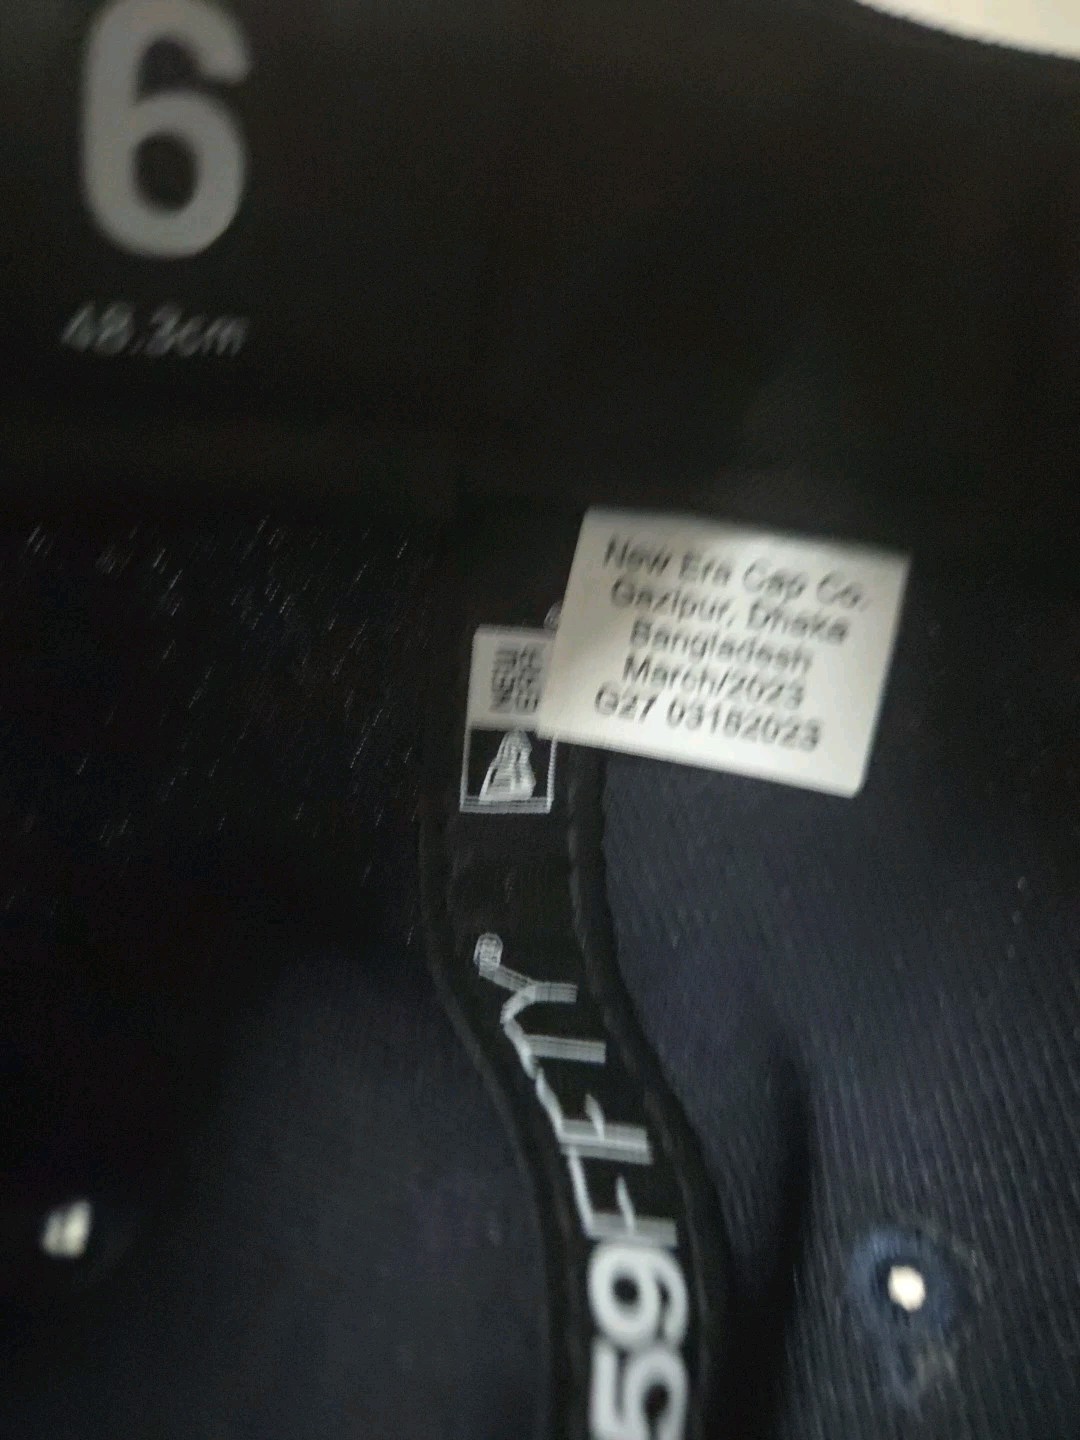 6
48.3cm
New Era Cap Co.
Gazipur, Dhaka
Bangladesh
March/2023
G27 03182023
59FIFTY